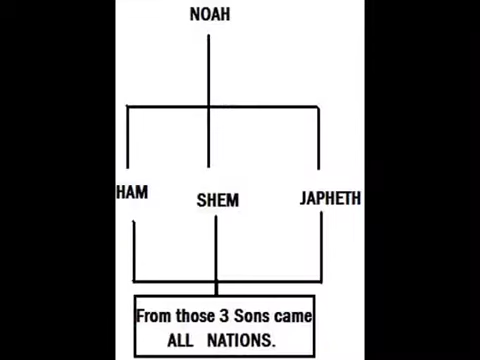 NOAH
HAM SHEM JAPHETH
From those 3 Sons came
ALL NATIONS.